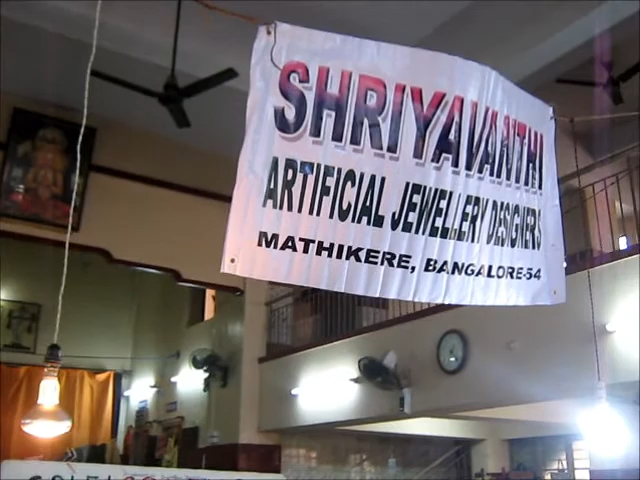 SHRIYAVANTHI
ARTIFICIAL JEWELLERY DESIGNERS
MATHIKERE, BANGALORE-54